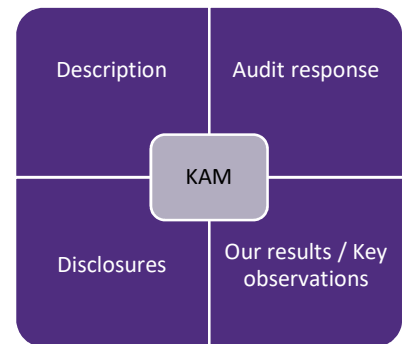 Description
Audit response
KAM
Disclosures
Our results / Key
observations